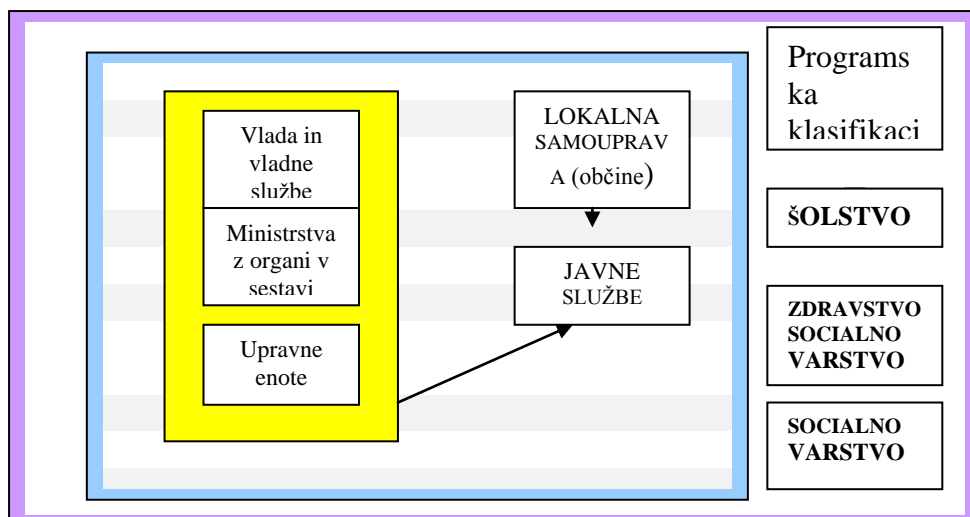 Vlada in
vladne
službe
Ministrstva
z organi v
sestavi
Upravne
enote
LOKALNA
SAMOUPRAV
A (občine)
JAVNE
SLUŽBE
Programs
ka
klasifikaci
ŠOLSTVO
ZDRAVSTVO
SOCIALNO
VARSTVO
SOCIALNO
VARSTVO